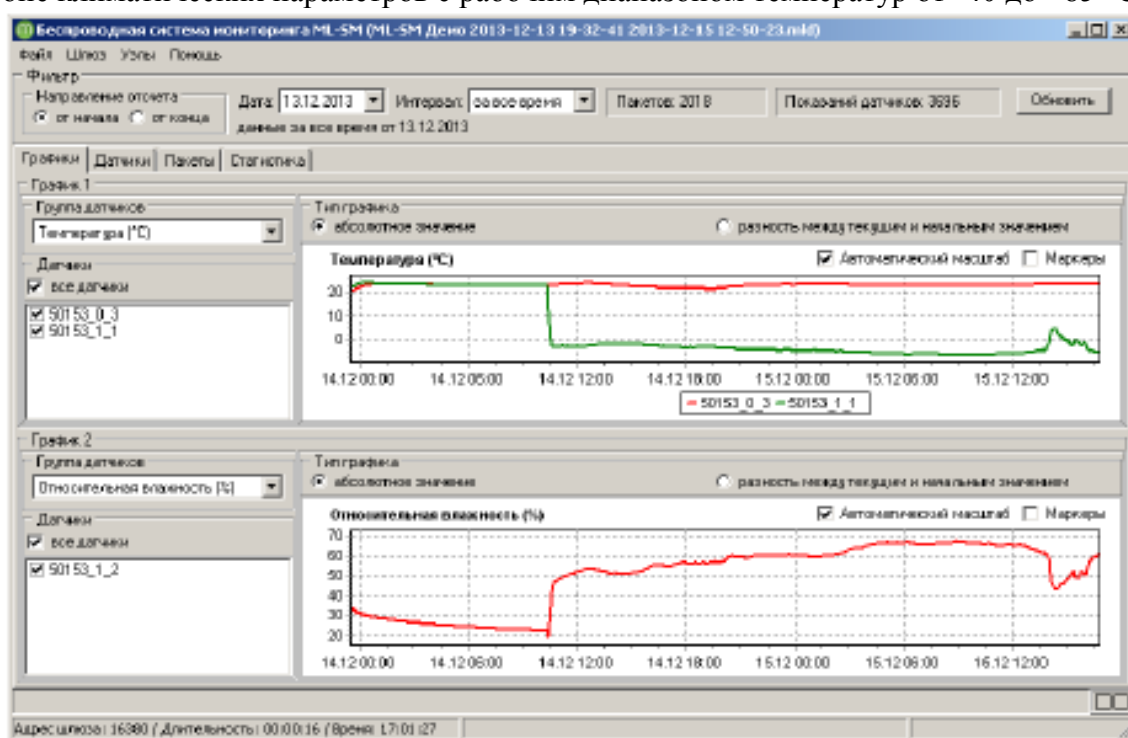 климатических параметров с рабочим диапазоном температур от
Беспроводная система мониторинга ML-SM (ML-SM Демо 2013-12-13 19-32-41 2013-12-15 12-50-23.mld)
Файл Шлюз Узлы Помощь
Фильтр
Направление отсчета
от начала от конца
Дата: 13.12.2013 Интервал: за все время Пакетов: 2018 Показаний датчиков: 3696 Обновить
данные за все время от 13.12.2013
Графики Датчики Пакеты Статистика
График 1
Группа датчиков
Температура (°C)
Датчики
все датчики
50153_0_3
50153_1_1
Тип графика
абсолютное значение разность между текущим и начальным значением
Температура (°C) Автоматический масштаб Маркеры
20
10
0
14.12 00:00 14.12 06:00 14.12 12:00 14.12 18:00 15.12 00:00 15.12 06:00 15.12 12:00
50153_0_3 50153_1_1
График 2
Группа датчиков
Относительная влажность (%)
Датчики
все датчики
50153_1_2
Тип графика
абсолютное значение разность между текущим и начальным значением
Относительная влажность (%) Автоматический масштаб Маркеры
70
60
50
40
30
20
14.12 00:00 14.12 06:00 14.12 12:00 14.12 18:00 15.12 00:00 15.12 06:00 15.12 12:00
Адрес шлюза: 16380 / Длительность: 00:00:16 / Время: 17:01:27